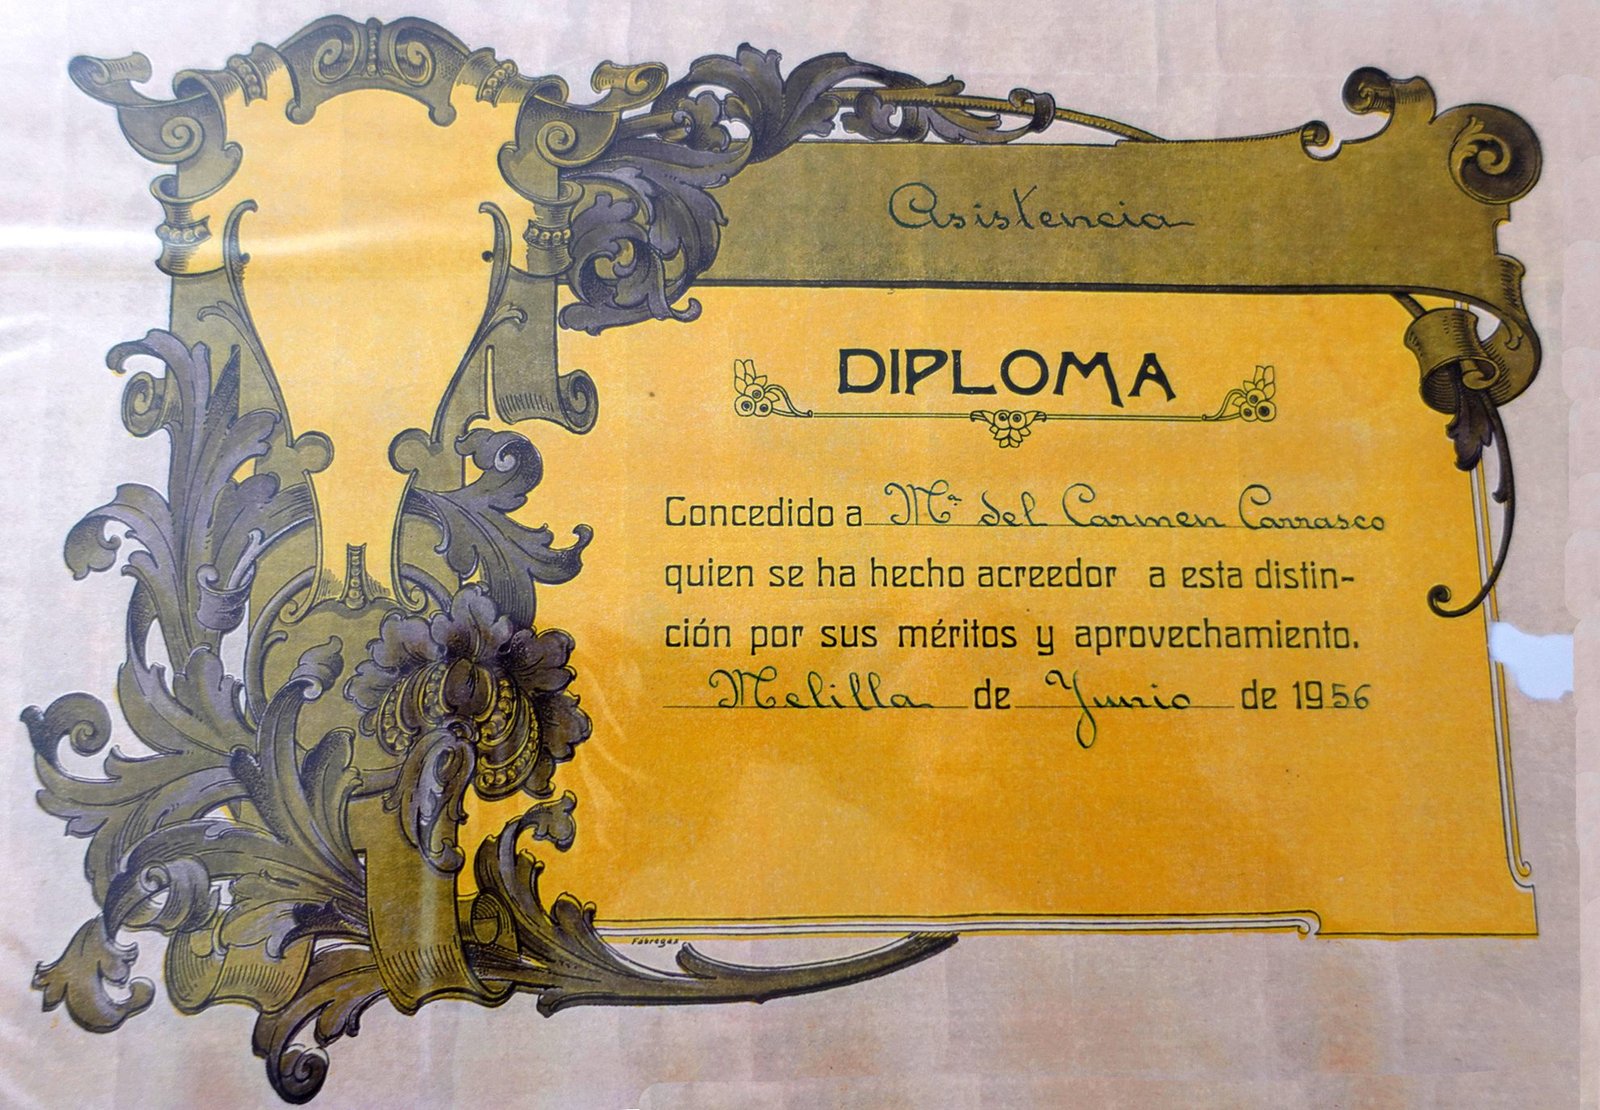 Asistencia
DIPLOMA
Concedido a Mª del Carmen Carrasco
quien se ha hecho acreedor a esta distin-
ción por sus méritos y aprovechamiento.
Melilla de Junio de 1956
Fábregas